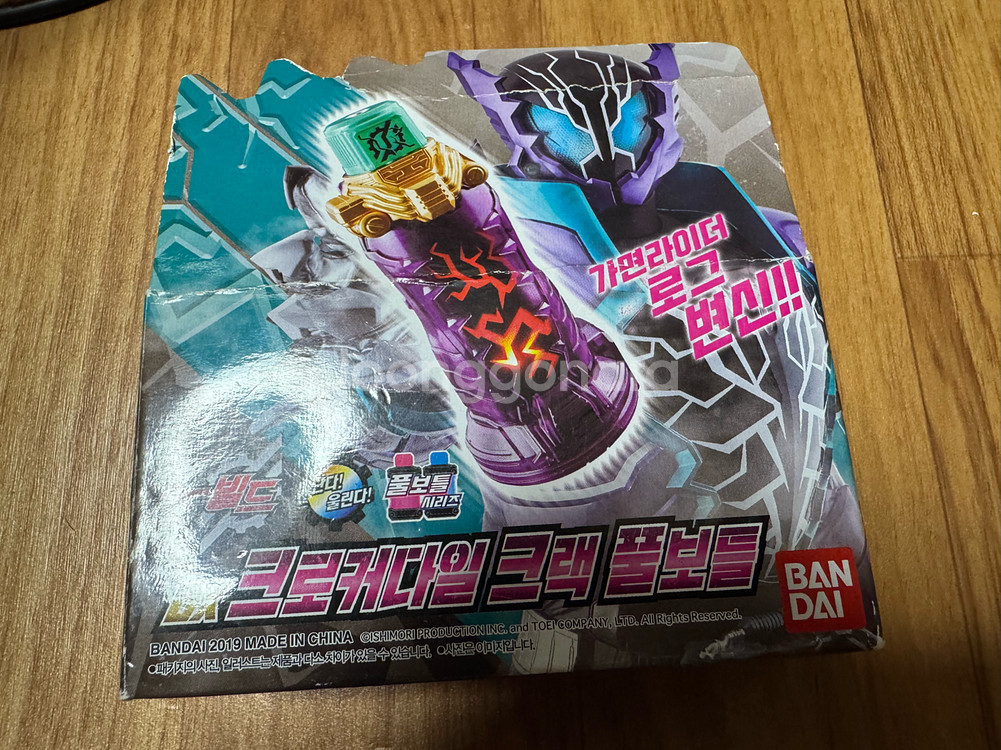 가면라이더
로그
변신!!!
빌드
울린다!
풀보틀
시리즈
DX 크로커다일 크랙 풀보틀
BAN
DAI
BANDAI 2019 MADE IN CHINA ©ISHIMORI PRODUCTION INC. and TOEI COMPANY, LTD. All Rights Reserved.
•패키지의 사진, 일러스트는 제품과 다소 차이가 있을 수 있습니다. •사진은 이미지입니다.